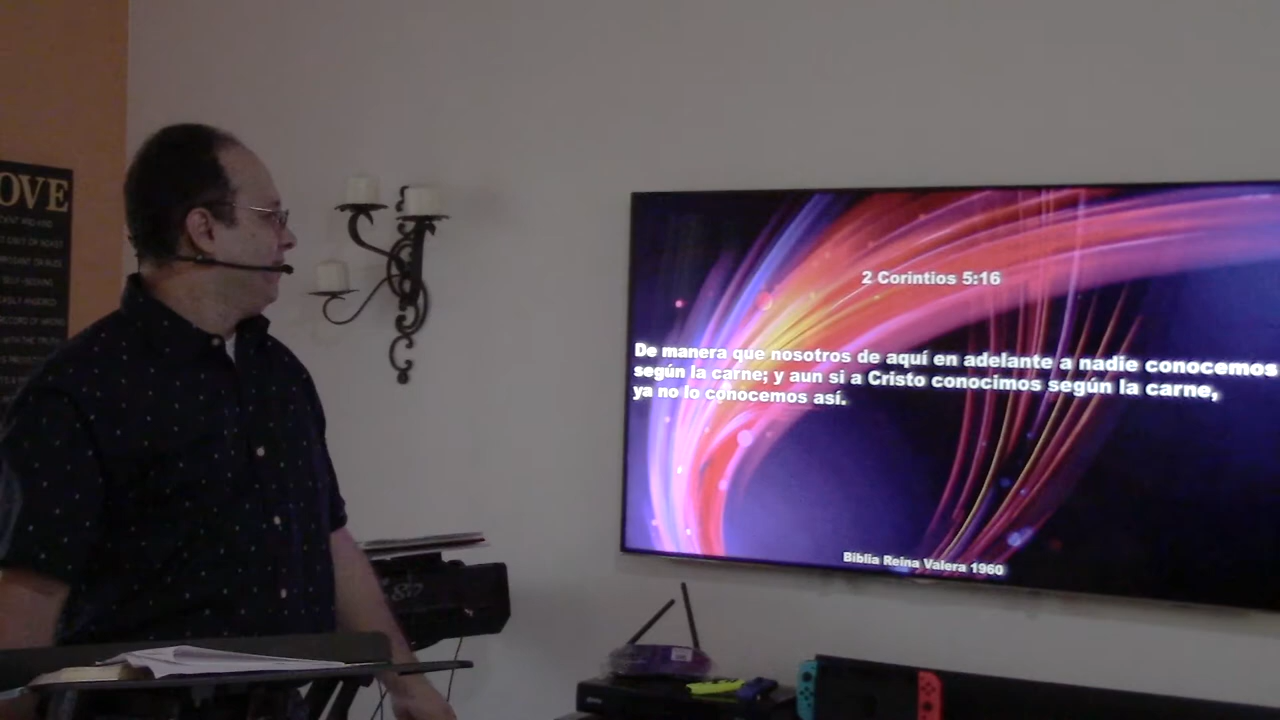 OVE
2 Corintios 5:16
De manera que nosotros de aquí en adelante a nadie conocemos
según la carne; y aun si a Cristo conocimos según la carne,
ya no lo conocemos así.
Biblia Reina Valera 1960